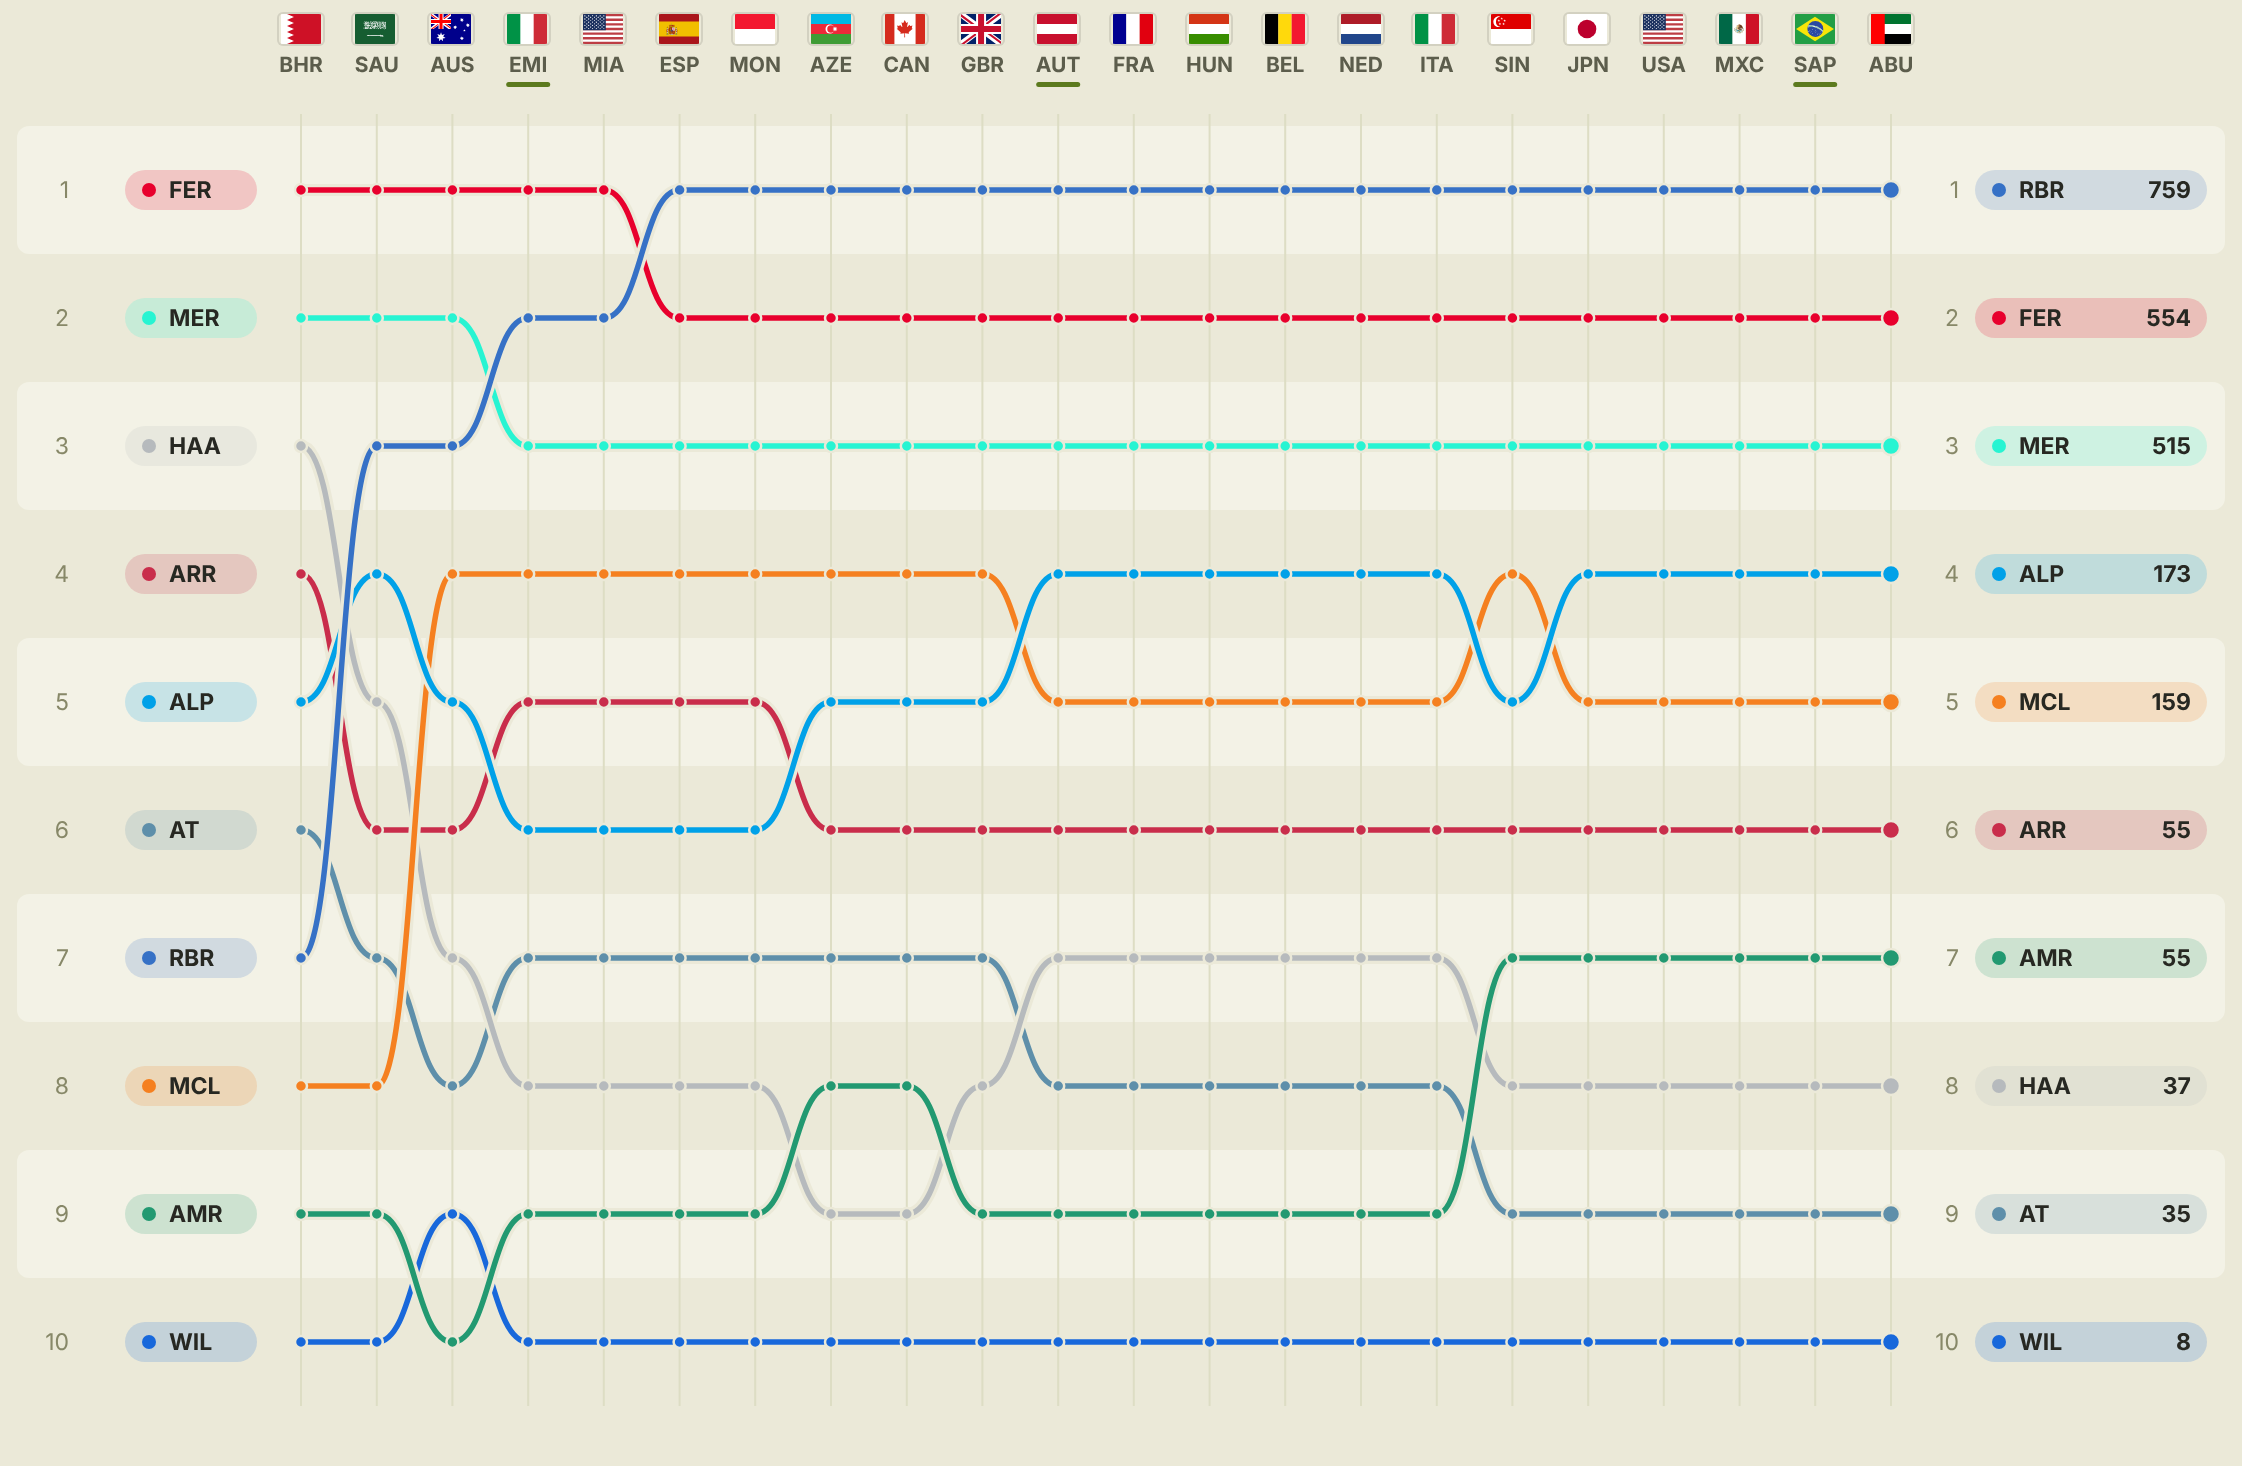 BHR SAU AUS EMI MIA ESP MON AZE CAN GBR AUT FRA HUN BEL NED ITA SIN JPN USA MXC SAP ABU
1 FER 1 RBR 759
2 MER 2 FER 554
3 HAA 3 MER 515
4 ARR 4 ALP 173
5 ALP 5 MCL 159
6 AT 6 ARR 55
7 RBR 7 AMR 55
8 MCL 8 HAA 37
9 AMR 9 AT 35
10 WIL 10 WIL 8